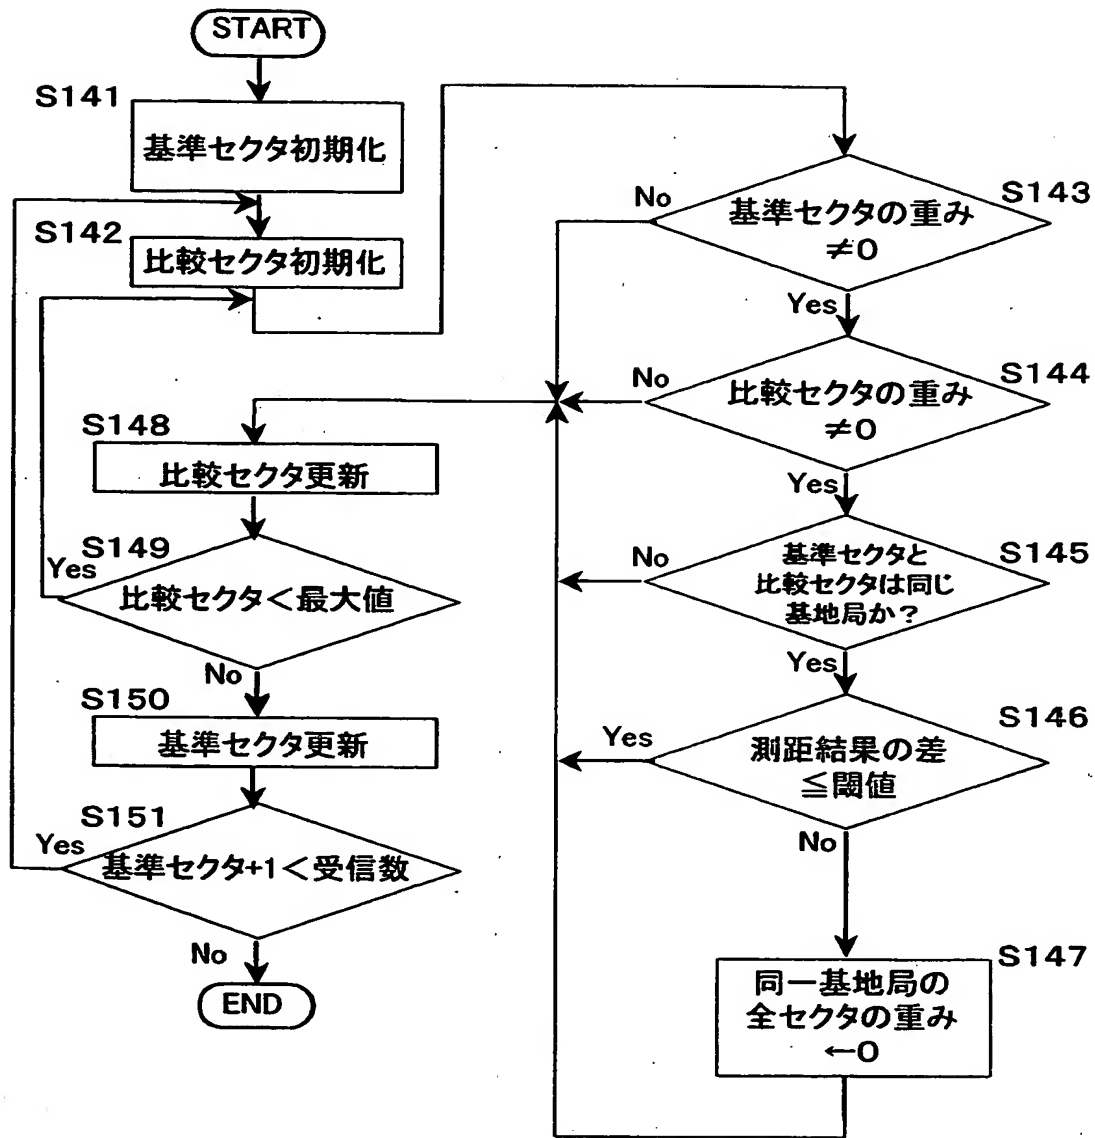 START
S141
基準セクタ初期化
S142
比較セクタ初期化
S143
基準セクタの重み
≠0
No
Yes
S144
比較セクタの重み
≠0
No
Yes
S145
基準セクタと
比較セクタは同じ
基地局か?
No
Yes
S146
測距結果の差
≦閾値
Yes
No
S147
同一基地局の
全セクタの重み
←0
S148
比較セクタ更新
S149
比較セクタ<最大値
Yes
No
S150
基準セクタ更新
S151
基準セクタ+1<受信数
Yes
No
END